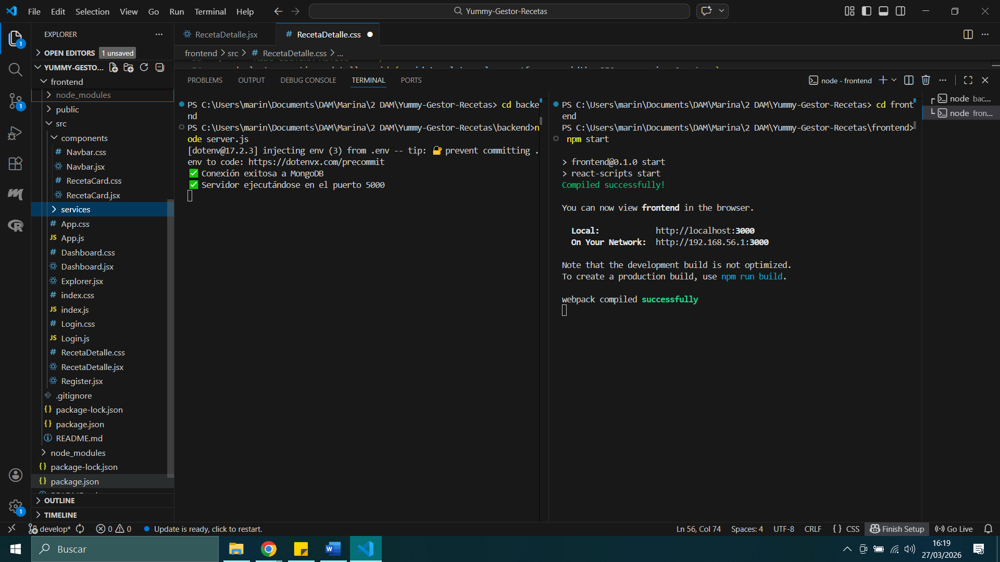 File Edit Selection View Go Run Terminal Help
Yummy-Gestor-Recetas
EXPLORER
OPEN EDITORS 1 unsaved
YUMMY-GESTO...
frontend
node_modules
public
src
components
Navbar.css
Navbar.jsx
RecetaCard.css
RecetaCard.jsx
services
App.css
JS App.js
Dashboard.css
Dashboard.jsx
Explorer.jsx
index.css
JS index.js
Login.css
JS Login.js
RecetaDetalle.css
RecetaDetalle.jsx
Register.jsx
.gitignore
package-lock.json
package.json
README.md
node_modules
package-lock.json
package.json
OUTLINE
TIMELINE
RecetaDetalle.jsx
# RecetaDetalle.css
frontend > src > # RecetaDetalle.css > ...
PROBLEMS OUTPUT DEBUG CONSOLE TERMINAL PORTS
node - frontend
PS C:\Users\marin\Documents\DAM\Marina\2 DAM\Yummy-Gestor-Recetas> cd backe
nd
PS C:\Users\marin\Documents\DAM\Marina\2 DAM\Yummy-Gestor-Recetas\backend>n
ode server.js
[dotenv@17.2.3] injecting env (3) from .env -- tip: 🔐 prevent committing .
env to code: https://dotenvx.com/precommit
✅ Conexión exitosa a MongoDB
✅ Servidor ejecutándose en el puerto 5000
PS C:\Users\marin\Documents\DAM\Marina\2 DAM\Yummy-Gestor-Recetas> cd front
end
PS C:\Users\marin\Documents\DAM\Marina\2 DAM\Yummy-Gestor-Recetas\frontend>
npm start
> frontend@0.1.0 start
> react-scripts start
Compiled successfully!
You can now view frontend in the browser.
Local: http://localhost:3000
On Your Network: http://192.168.56.1:3000
Note that the development build is not optimized.
To create a production build, use npm run build.
webpack compiled successfully
node bac...
node fron...
develop* 0 0 Update is ready, click to restart.
Ln 56, Col 74 Spaces: 4 UTF-8 CRLF {} CSS Finish Setup Go Live
Buscar
16:19
27/03/2026